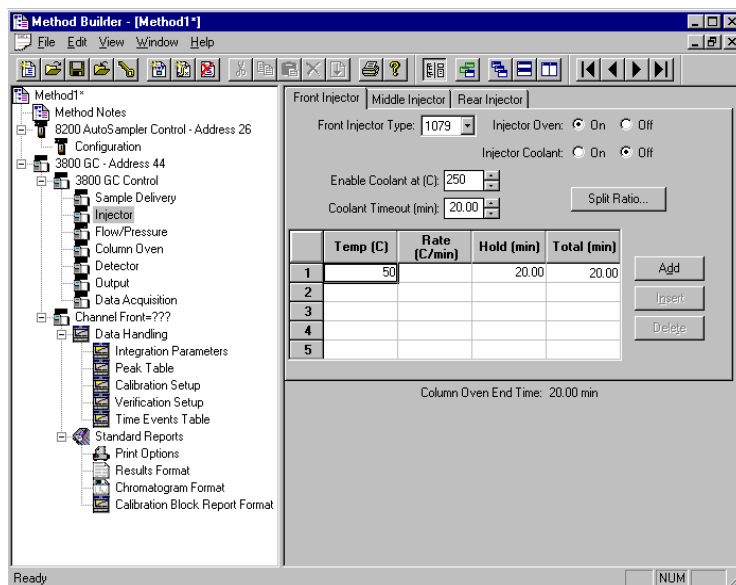 Method Builder - [Method1*]
File Edit View Window Help
Method1*
Method Notes
8200 AutoSampler Control - Address 26
Configuration
3800 GC - Address 44
3800 GC Control
Sample Delivery
Injector
Flow/Pressure
Column Oven
Detector
Output
Data Acquisition
Channel Front=???
Data Handling
Integration Parameters
Peak Table
Calibration Setup
Verification Setup
Time Events Table
Standard Reports
Print Options
Results Format
Chromatogram Format
Calibration Block Report Format
Front Injector Middle Injector Rear Injector
Front Injector Type: 1079 Injector Oven: On Off
Injector Coolant: On Off
Enable Coolant at (C): 250
Coolant Timeout (min): 20.00
Split Ratio...
Temp (C) Rate (C/min) Hold (min) Total (min)
1 50 20.00 20.00
2
3
4
5
Add
Insert
Delete
Column Oven End Time: 20.00 min
Ready NUM